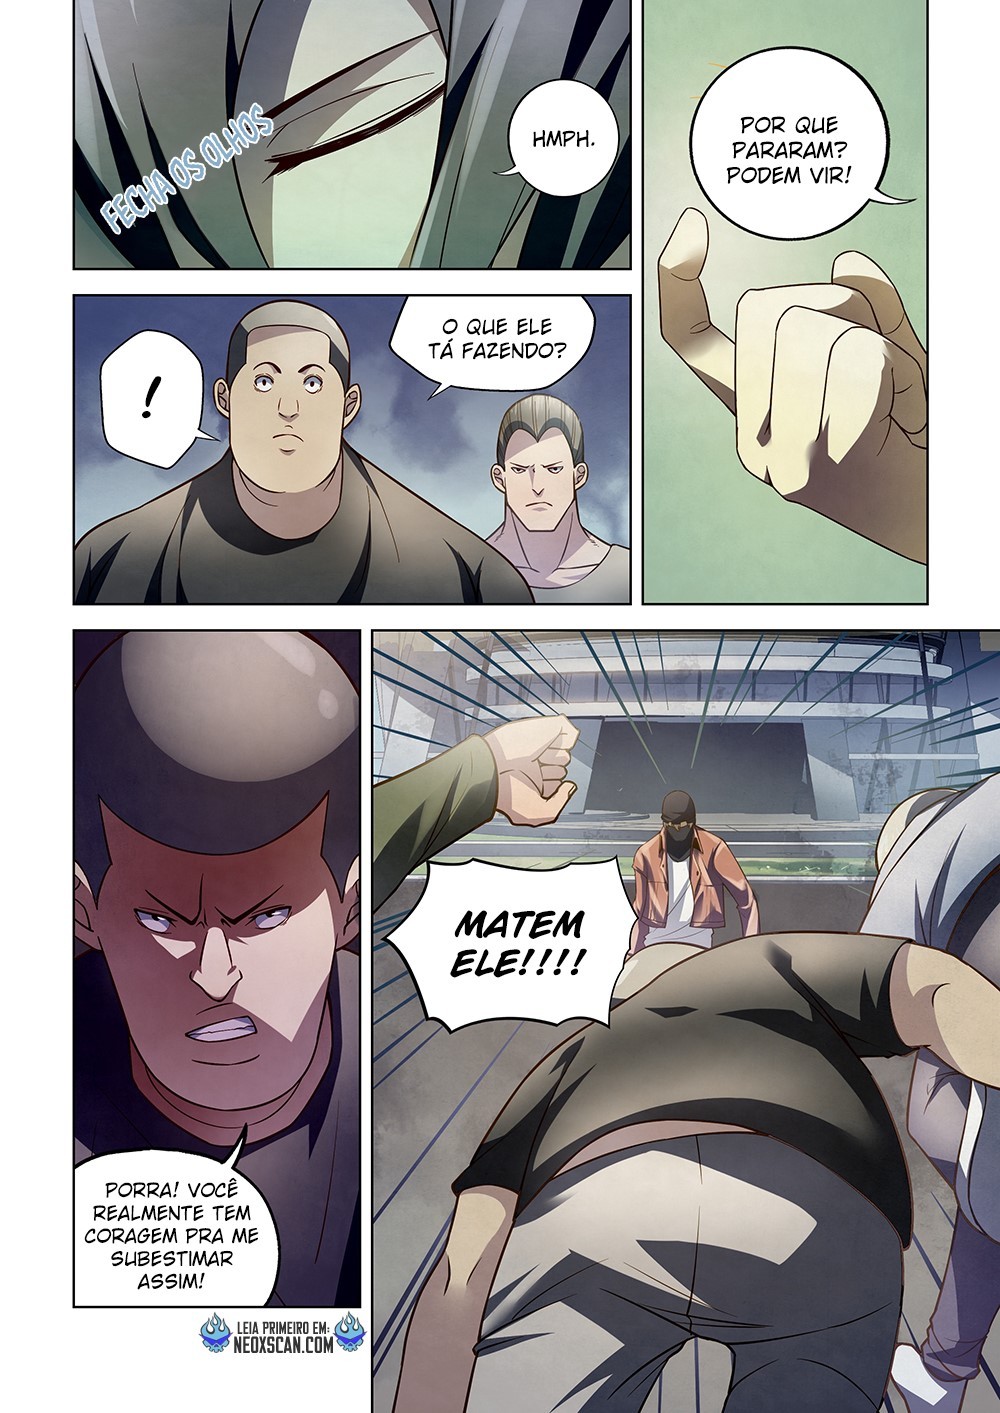 FECHA OS OLHOS
HMPH.
POR QUE
PARARAM?
PODEM VIR!
!
O QUE ELE
TÁ FAZENDO?
PORRA! VOCÊ
REALMENTE TEM
CORAGEM PRA ME
SUBESTIMAR
ASSIM!
MATEM
ELE!!!!
LEIA PRIMEIRO EM:
NEOXSCAN.COM